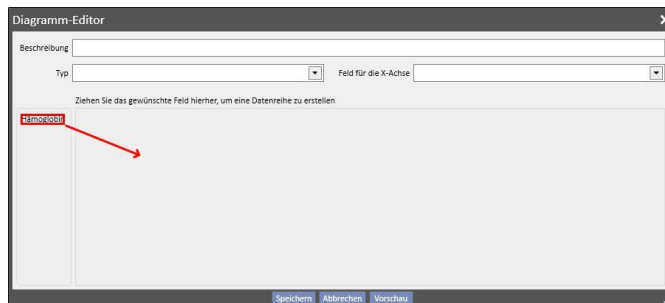 Diagramm-Editor
Beschreibung
Typ
Feld für die X-Achse
Ziehen Sie das gewünschte Feld hierher, um eine Datenreihe zu erstellen
Hämoglobin
Speichern Abbrechen Vorschau